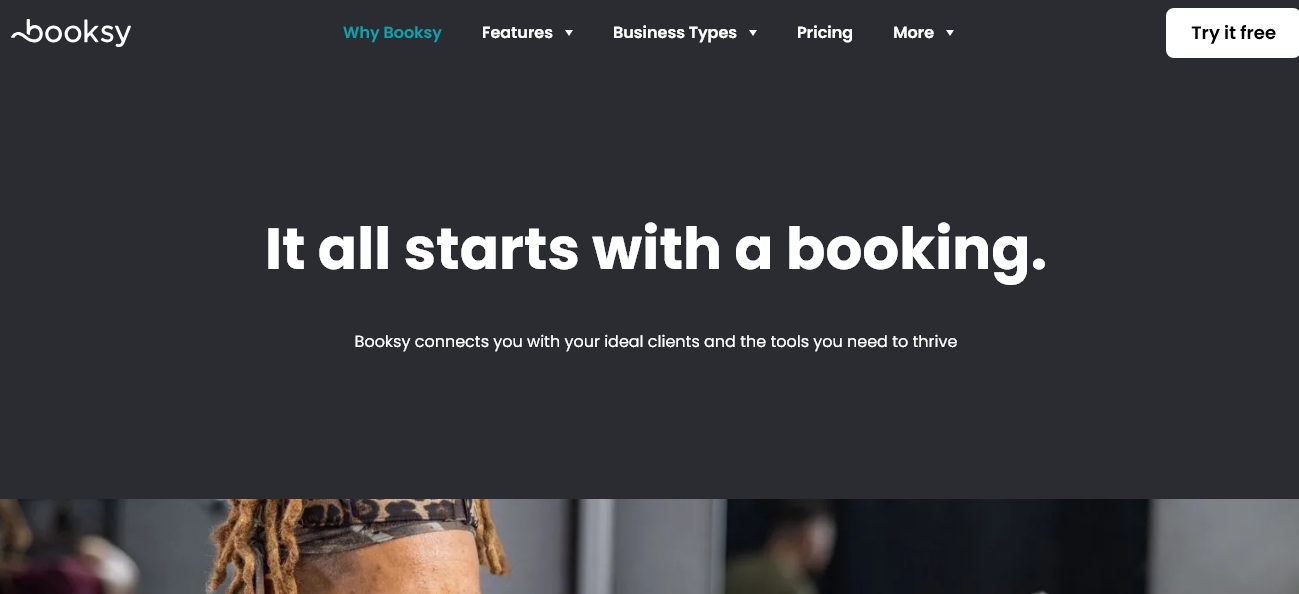 booksy
Why Booksy Features Business Types Pricing More Try it free
It all starts with a booking.
Booksy connects you with your ideal clients and the tools you need to thrive